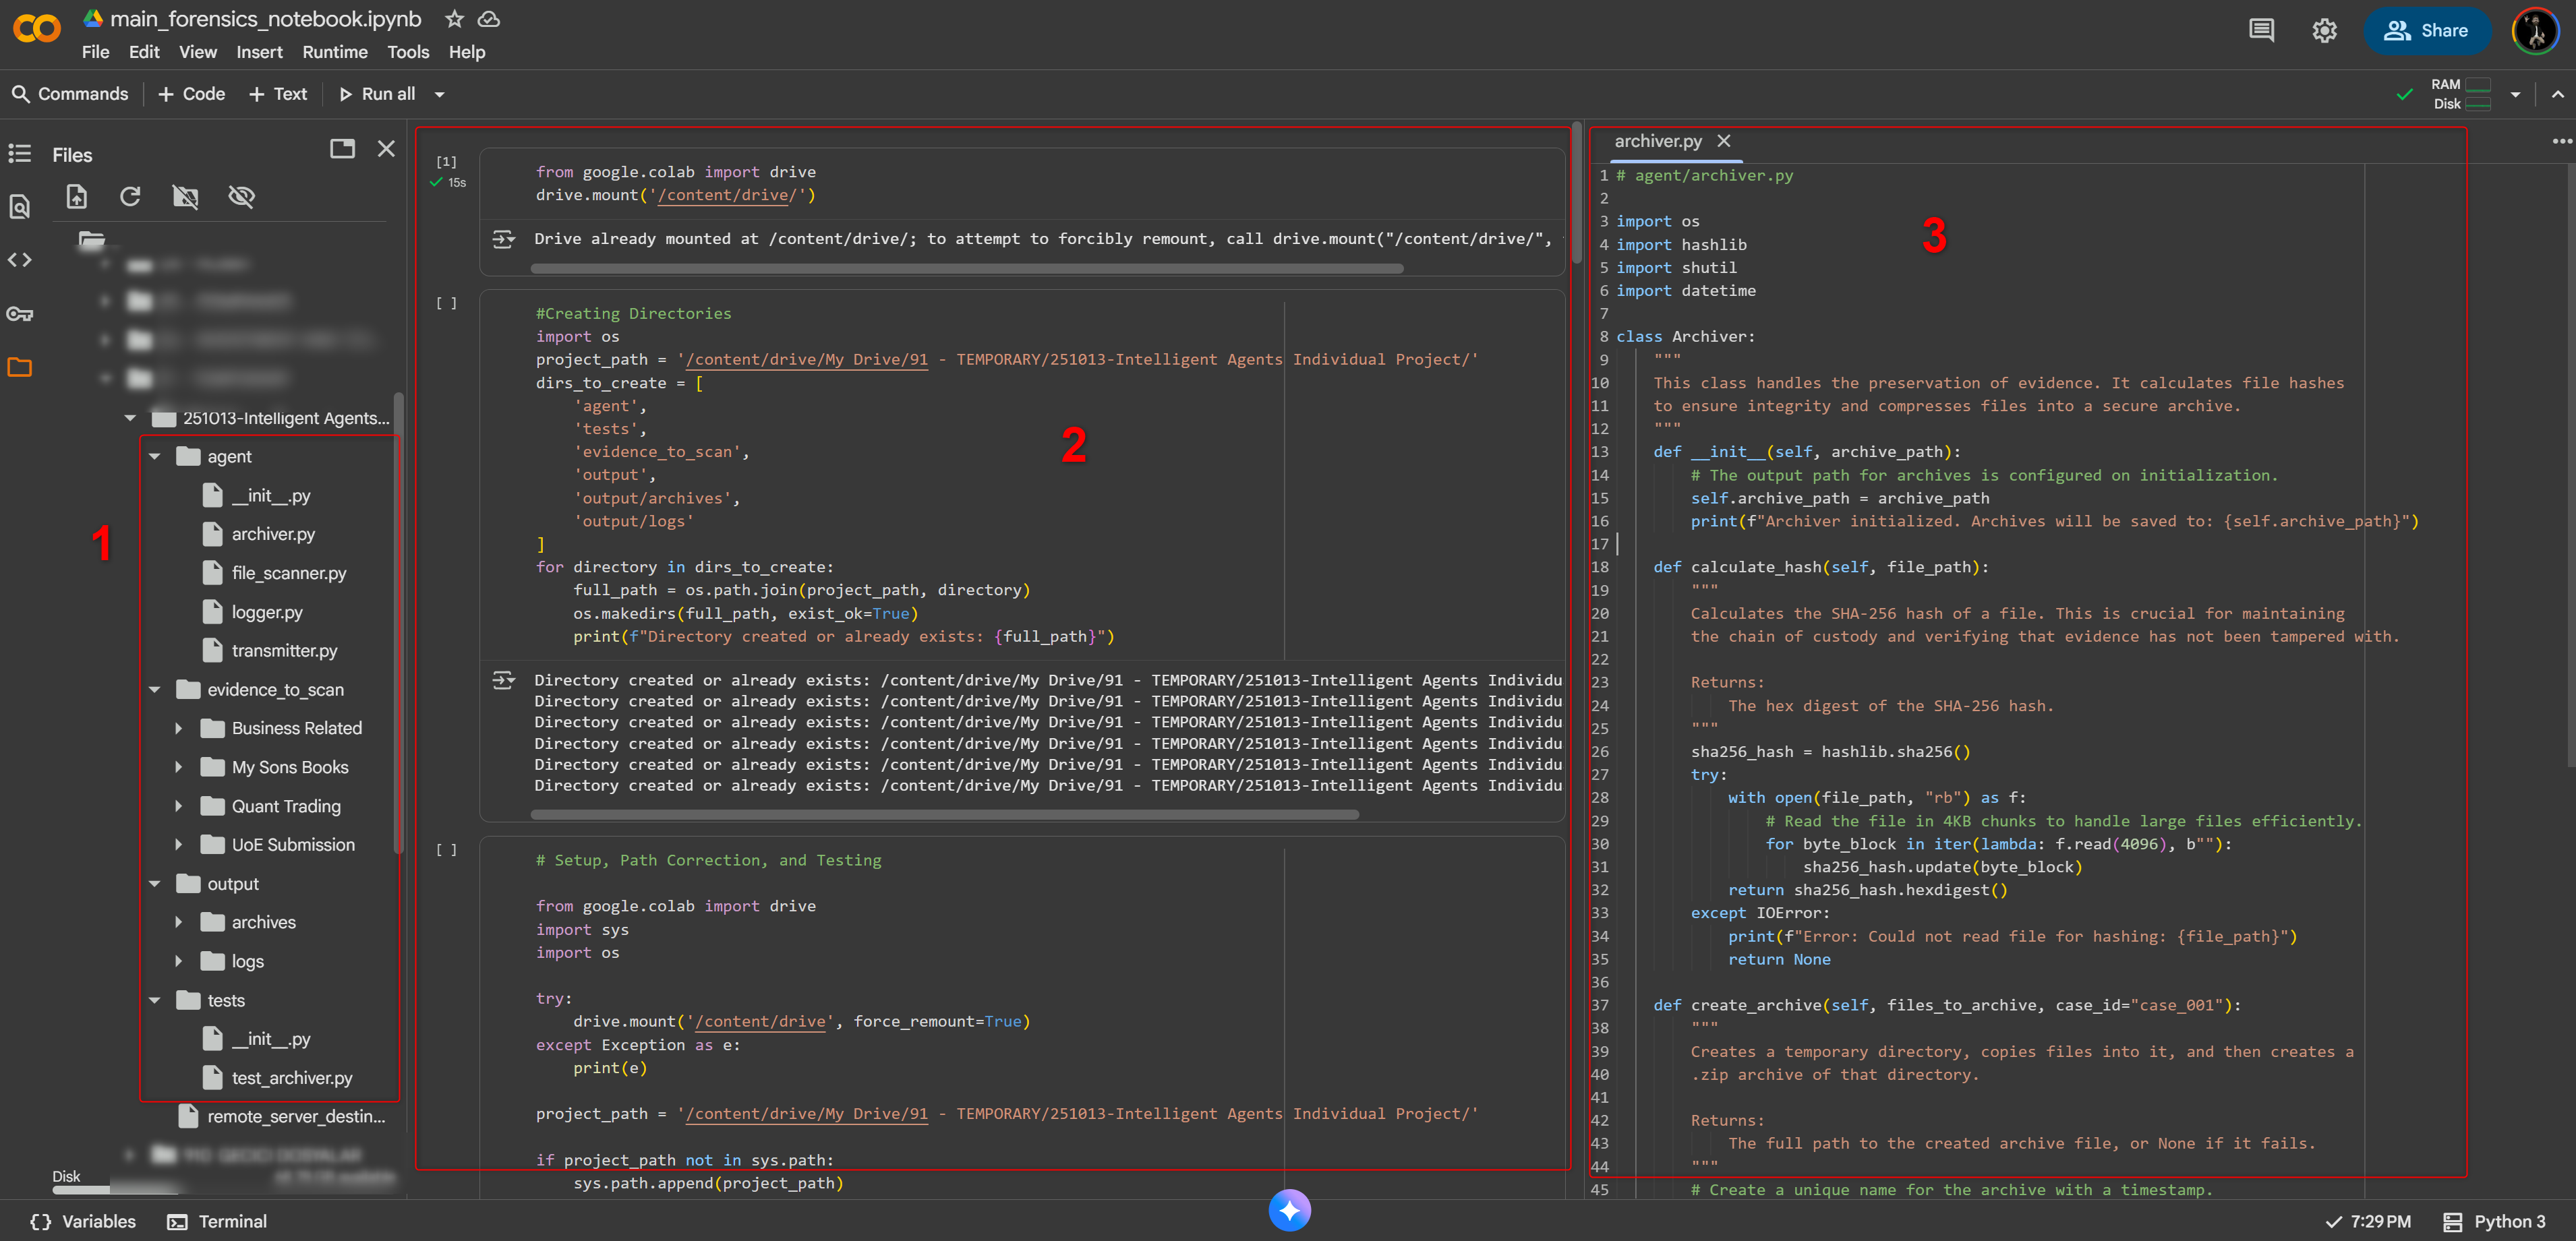 main_forensics_notebook.ipynb
File Edit View Insert Runtime Tools Help
Share
Commands + Code + Text Run all
RAM
Disk
Files
251013-Intelligent Agents...
agent
__init__.py
archiver.py
file_scanner.py
logger.py
transmitter.py
evidence_to_scan
Business Related
My Sons Books
Quant Trading
UoE Submission
output
archives
logs
tests
__init__.py
test_archiver.py
remote_server_destin...
Disk
1
[1]
15s
from google.colab import drive
drive.mount('/content/drive/')
Drive already mounted at /content/drive/; to attempt to forcibly remount, call drive.mount("/content/drive/",
[ ]
#Creating Directories
import os
project_path = '/content/drive/My Drive/91 - TEMPORARY/251013-Intelligent Agents Individual Project/'
dirs_to_create = [
'agent',
'tests',
'evidence_to_scan',
'output',
'output/archives',
'output/logs'
]
for directory in dirs_to_create:
full_path = os.path.join(project_path, directory)
os.makedirs(full_path, exist_ok=True)
print(f"Directory created or already exists: {full_path}")
2
Directory created or already exists: /content/drive/My Drive/91 - TEMPORARY/251013-Intelligent Agents Individu
Directory created or already exists: /content/drive/My Drive/91 - TEMPORARY/251013-Intelligent Agents Individu
Directory created or already exists: /content/drive/My Drive/91 - TEMPORARY/251013-Intelligent Agents Individu
Directory created or already exists: /content/drive/My Drive/91 - TEMPORARY/251013-Intelligent Agents Individu
Directory created or already exists: /content/drive/My Drive/91 - TEMPORARY/251013-Intelligent Agents Individu
Directory created or already exists: /content/drive/My Drive/91 - TEMPORARY/251013-Intelligent Agents Individu
[ ]
# Setup, Path Correction, and Testing
from google.colab import drive
import sys
import os
try:
drive.mount('/content/drive', force_remount=True)
except Exception as e:
print(e)
project_path = '/content/drive/My Drive/91 - TEMPORARY/251013-Intelligent Agents Individual Project/'
if project_path not in sys.path:
sys.path.append(project_path)
archiver.py
3
1 # agent/archiver.py
2
3 import os
4 import hashlib
5 import shutil
6 import datetime
7
8 class Archiver:
9 """
10 This class handles the preservation of evidence. It calculates file hashes
11 to ensure integrity and compresses files into a secure archive.
12 """
13 def __init__(self, archive_path):
14 # The output path for archives is configured on initialization.
15 self.archive_path = archive_path
16 print(f"Archiver initialized. Archives will be saved to: {self.archive_path}")
17
18 def calculate_hash(self, file_path):
19 """
20 Calculates the SHA-256 hash of a file. This is crucial for maintaining
21 the chain of custody and verifying that evidence has not been tampered with.
22
23 Returns:
24 The hex digest of the SHA-256 hash.
25 """
26 sha256_hash = hashlib.sha256()
27 try:
28 with open(file_path, "rb") as f:
29 # Read the file in 4KB chunks to handle large files efficiently.
30 for byte_block in iter(lambda: f.read(4096), b""):
31 sha256_hash.update(byte_block)
32 return sha256_hash.hexdigest()
33 except IOError:
34 print(f"Error: Could not read file for hashing: {file_path}")
35 return None
36
37 def create_archive(self, files_to_archive, case_id="case_001"):
38 """
39 Creates a temporary directory, copies files into it, and then creates a
40 .zip archive of that directory.
41
42 Returns:
43 The full path to the created archive file, or None if it fails.
44 """
45 # Create a unique name for the archive with a timestamp.
Variables Terminal
7:29 PM Python 3